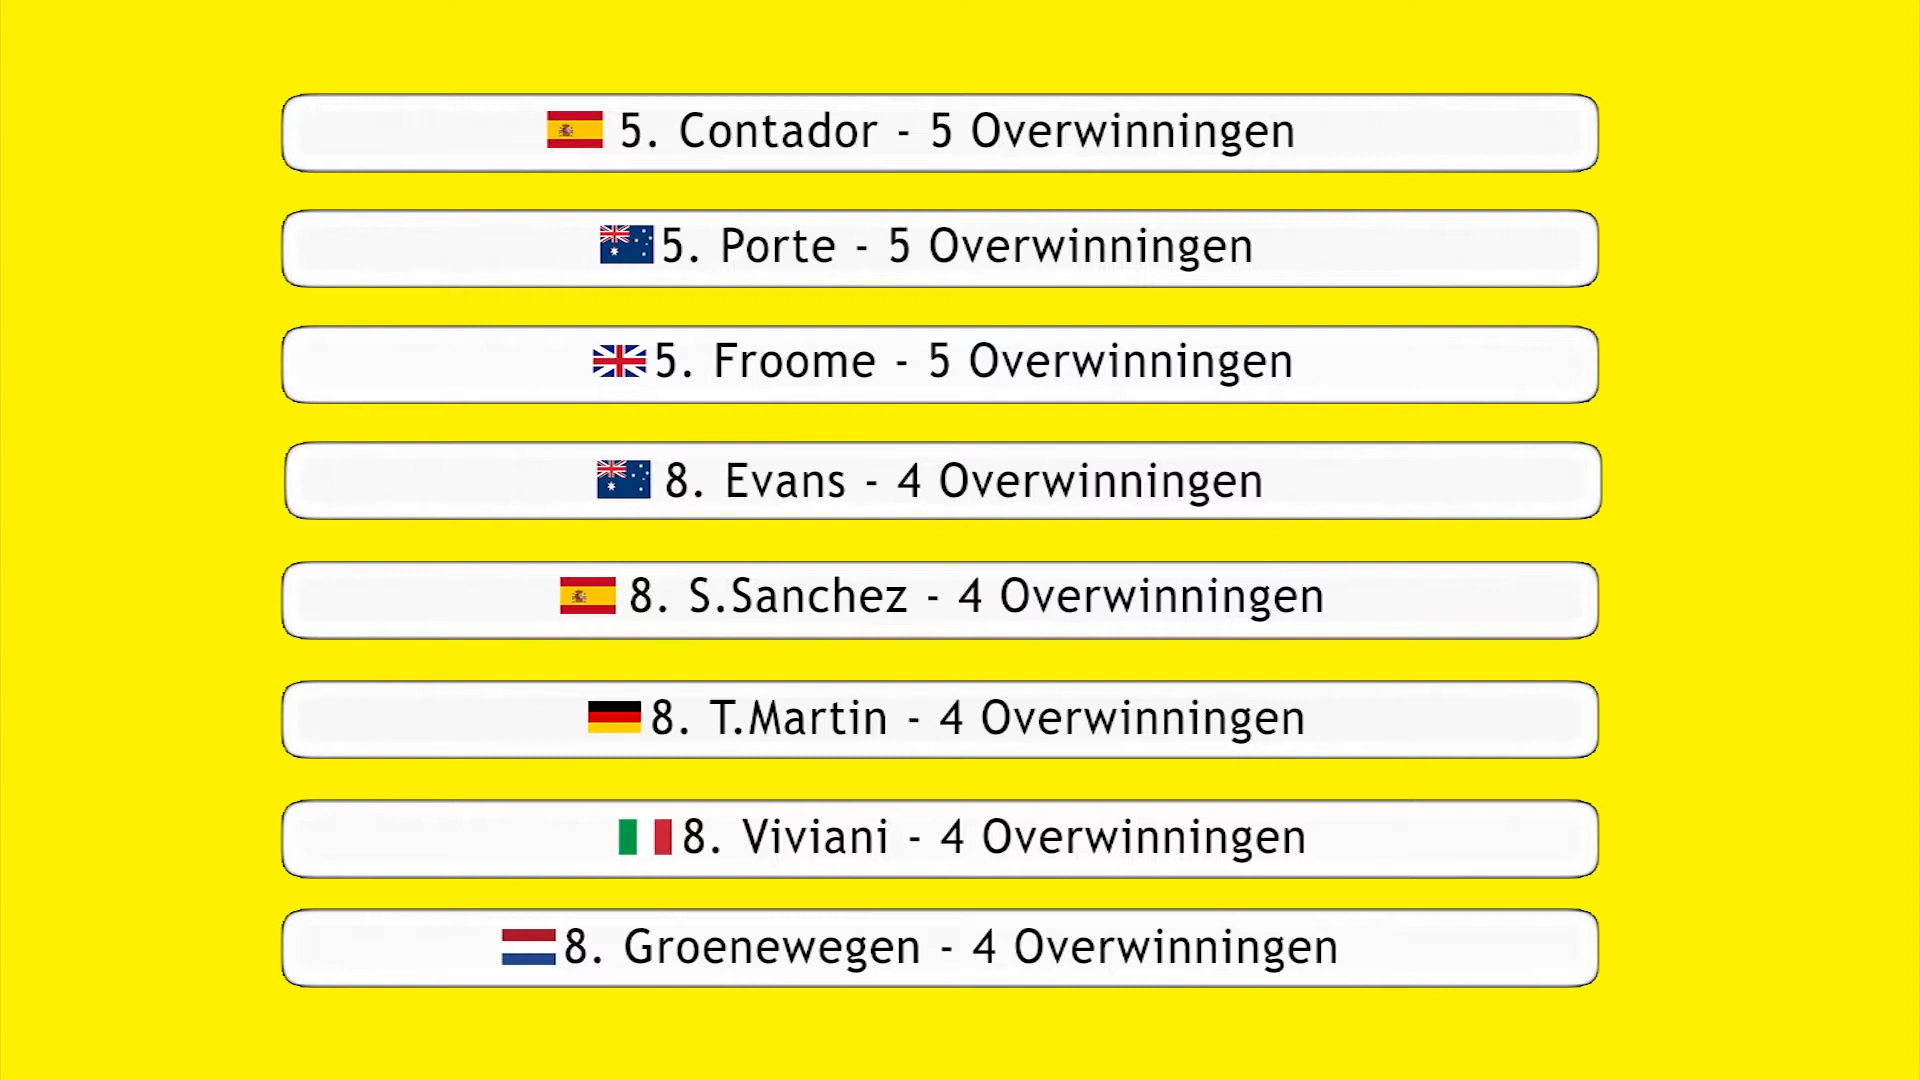 5. Contador - 5 Overwinningen
5. Porte - 5 Overwinningen
5. Froome - 5 Overwinningen
8. Evans - 4 Overwinningen
8. S.Sanchez - 4 Overwinningen
8. T.Martin - 4 Overwinningen
8. Viviani - 4 Overwinningen
8. Groenewegen - 4 Overwinningen